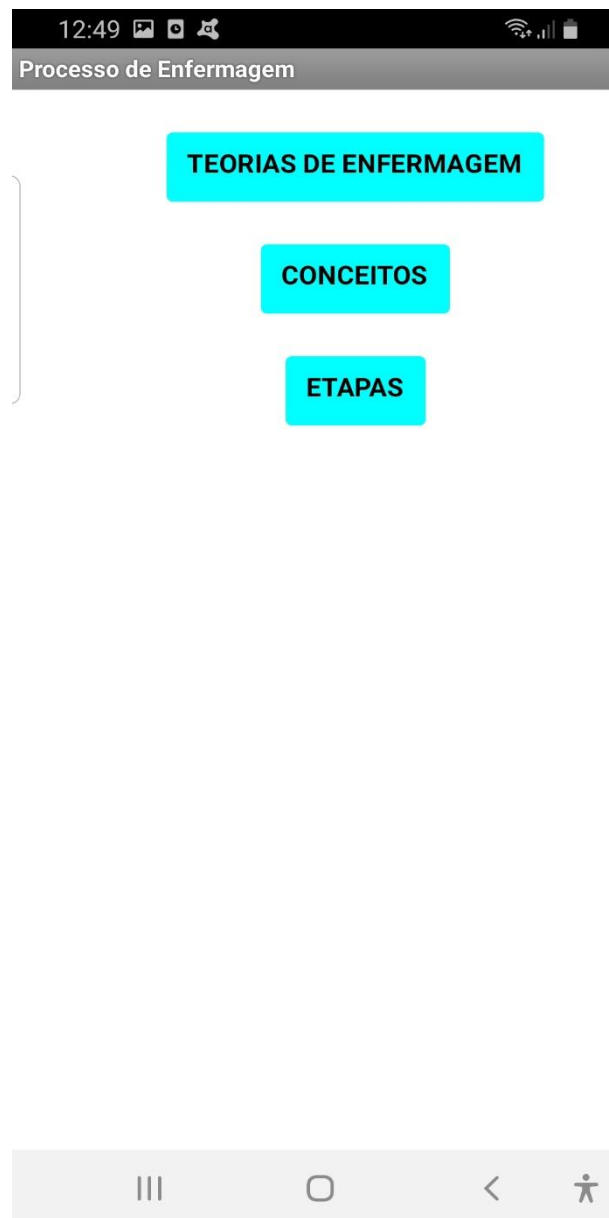 12:49
Processo de Enfermagem
TEORIAS DE ENFERMAGEM
CONCEITOS
ETAPAS